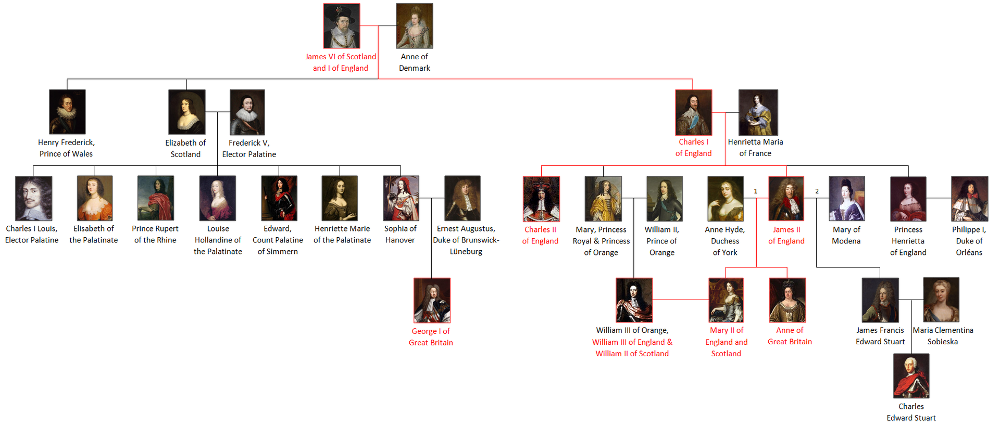 James VI of Scotland
and I of England
Anne of
Denmark
Henry Frederick,
Prince of Wales
Elizabeth of
Scotland
Frederick V,
Elector Palatine
Charles I
of England
Henrietta Maria
of France
Charles I Louis,
Elector Palatine
Elisabeth of
the Palatinate
Prince Rupert
of the Rhine
Louise
Hollandine of
the Palatinate
Edward,
Count Palatine
of Simmern
Henriette Marie
of the Palatinate
Sophia of
Hanover
Ernest Augustus,
Duke of Brunswick-
Lüneburg
Charles II
of England
Mary, Princess
Royal & Princess
of Orange
William II,
Prince of
Orange
Anne Hyde,
Duchess
of York
1
James II
of England
2
Mary of
Modena
Princess
Henrietta
of England
Philippe I,
Duke of
Orléans
George I of
Great Britain
William III of Orange,
William III of England &
William II of Scotland
Mary II of
England and
Scotland
Anne of
Great Britain
James Francis
Edward Stuart
Maria Clementina
Sobieska
Charles
Edward Stuart